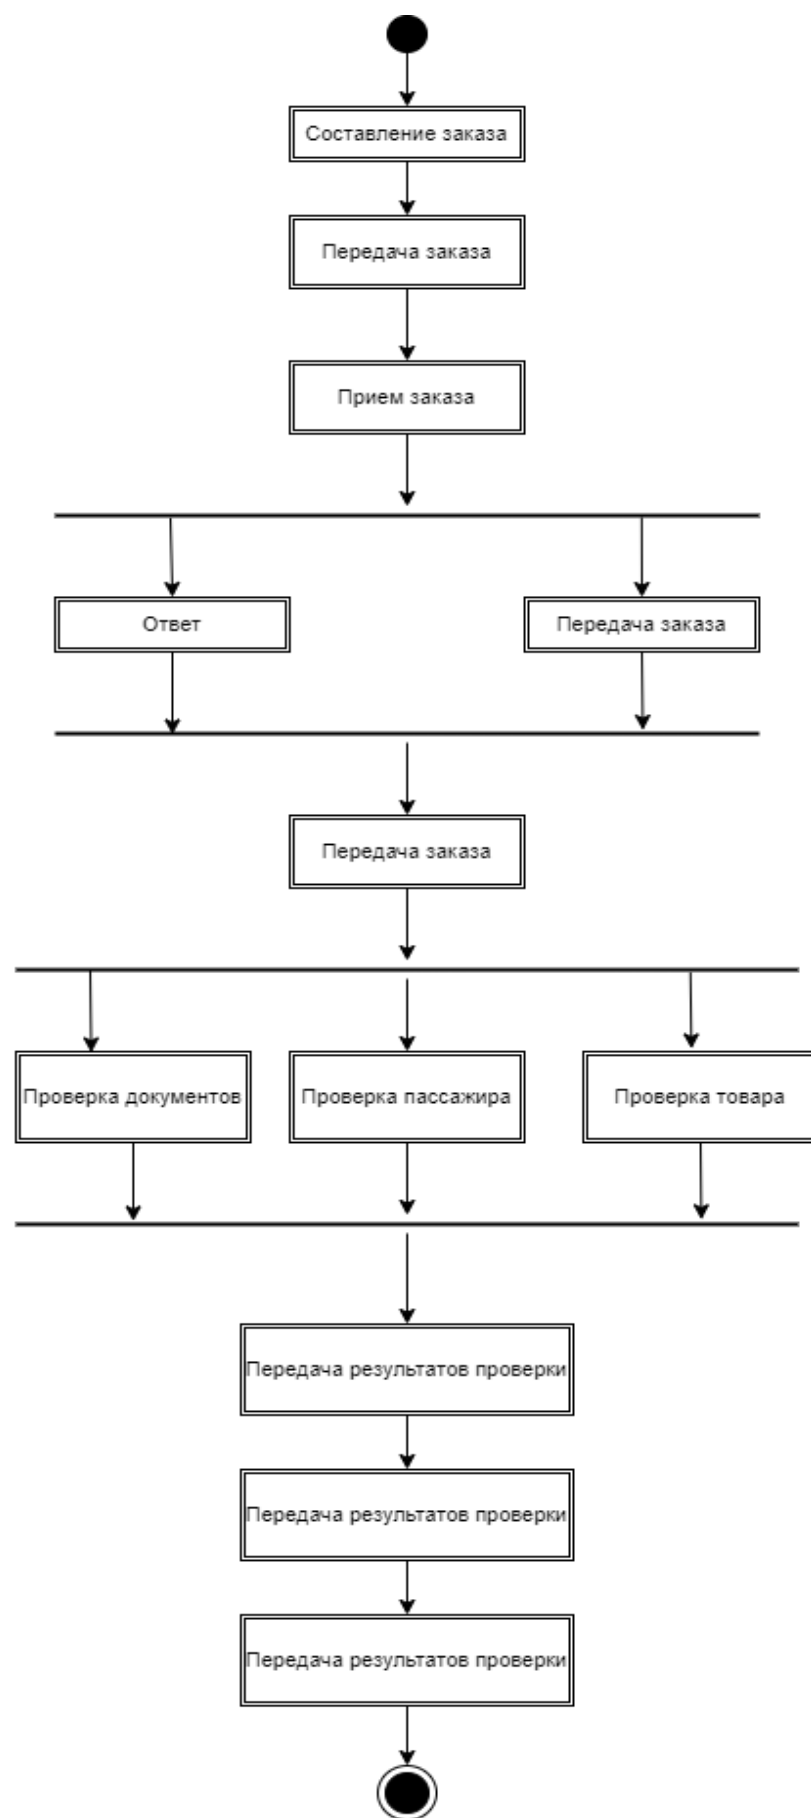 Составление заказа
Передача заказа
Прием заказа
Ответ
Передача заказа
Передача заказа
Проверка документов
Проверка пассажира
Проверка товара
Передача результатов проверки
Передача результатов проверки
Передача результатов проверки